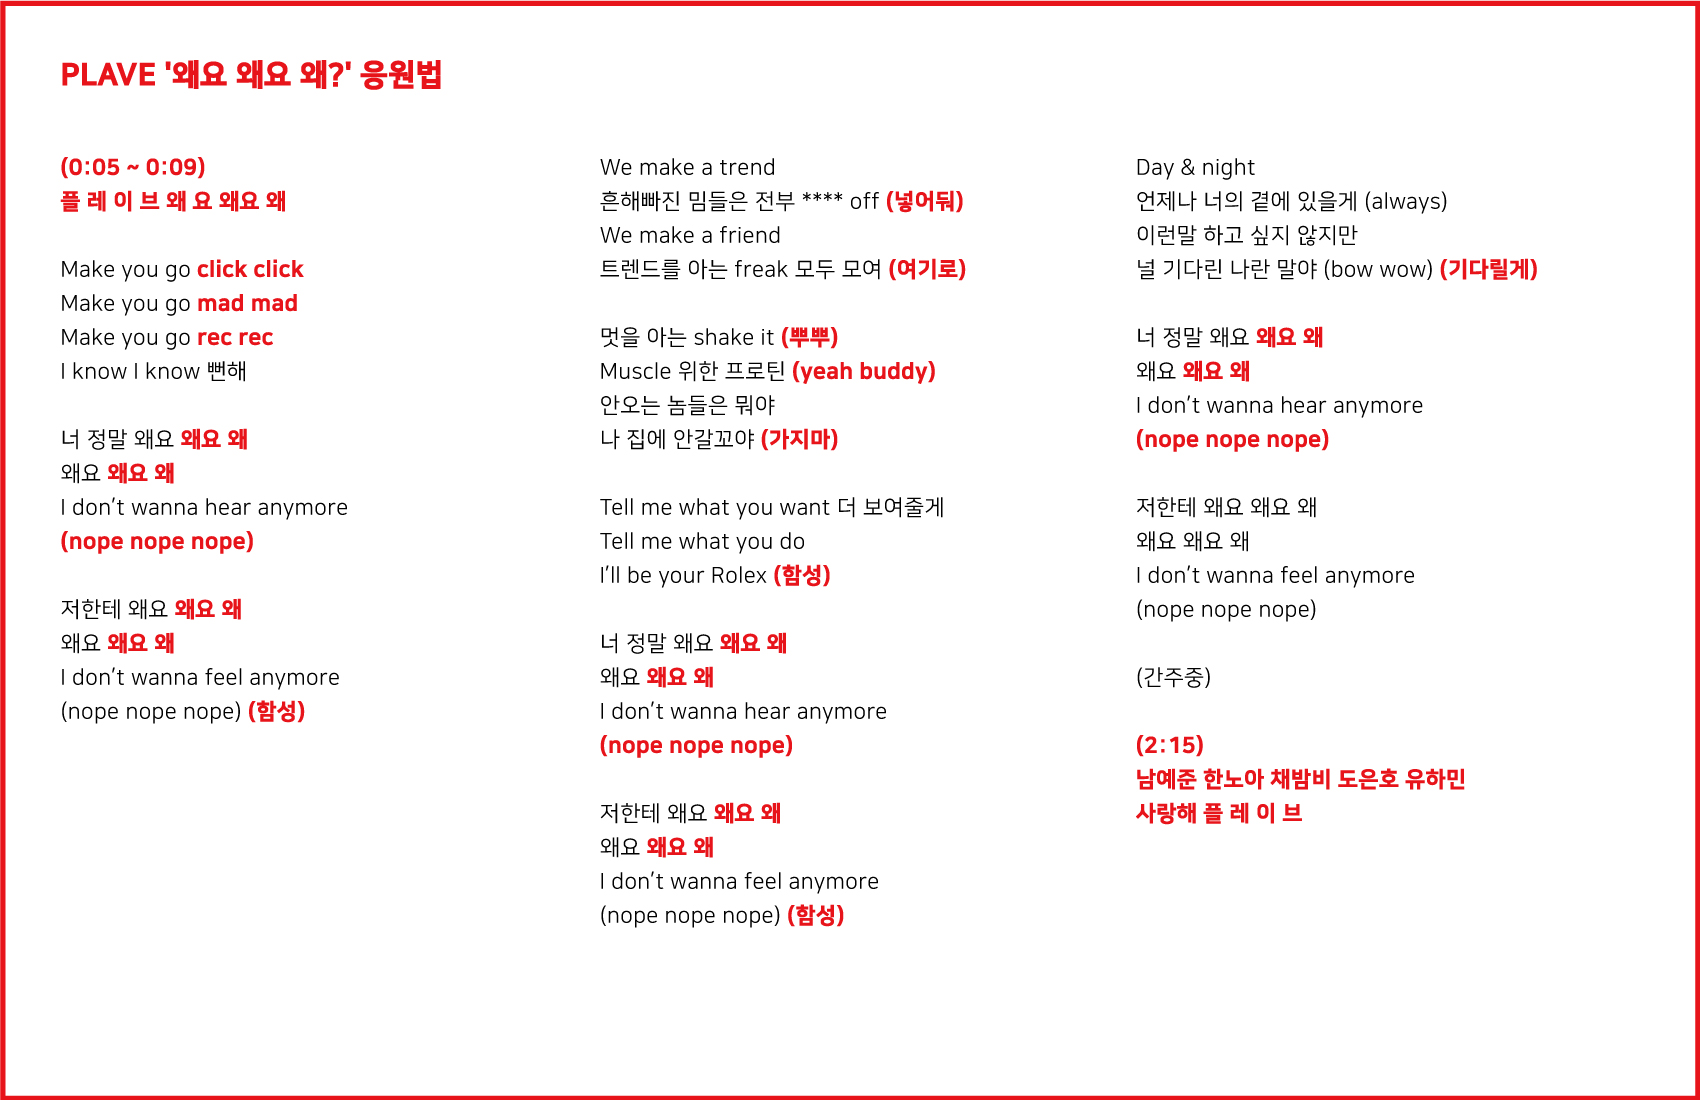 PLAVE '왜요 왜요 왜?' 응원법
(0:05 ~ 0:09)
플 레 이 브 왜 요 왜요 왜
Make you go click click
Make you go mad mad
Make you go rec rec
I know I know 뻔해
너 정말 왜요 왜요 왜
왜요 왜요 왜
I don't wanna hear anymore
(nope nope nope)
저한테 왜요 왜요 왜
왜요 왜요 왜
I don't wanna feel anymore
(nope nope nope) (함성)
We make a trend
흔해빠진 밈들은 전부 **** off (넣어둬)
We make a friend
트렌드를 아는 freak 모두 모여 (여기로)
멋을 아는 shake it (뿌뿌)
Muscle 위한 프로틴 (yeah buddy)
안오는 놈들은 뭐야
나 집에 안갈꼬야 (가지마)
Tell me what you want 더 보여줄게
Tell me what you do
I'll be your Rolex (함성)
너 정말 왜요 왜요 왜
왜요 왜요 왜
I don't wanna hear anymore
(nope nope nope)
저한테 왜요 왜요 왜
왜요 왜요 왜
I don't wanna feel anymore
(nope nope nope) (함성)
Day & night
언제나 너의 곁에 있을게 (always)
이런말 하고 싶지 않지만
널 기다린 나란 말야 (bow wow) (기다릴게)
너 정말 왜요 왜요 왜
왜요 왜요 왜
I don't wanna hear anymore
(nope nope nope)
저한테 왜요 왜요 왜
왜요 왜요 왜
I don't wanna feel anymore
(nope nope nope)
(간주중)
(2:15)
남예준 한노아 채밤비 도은호 유하민
사랑해 플 레 이 브